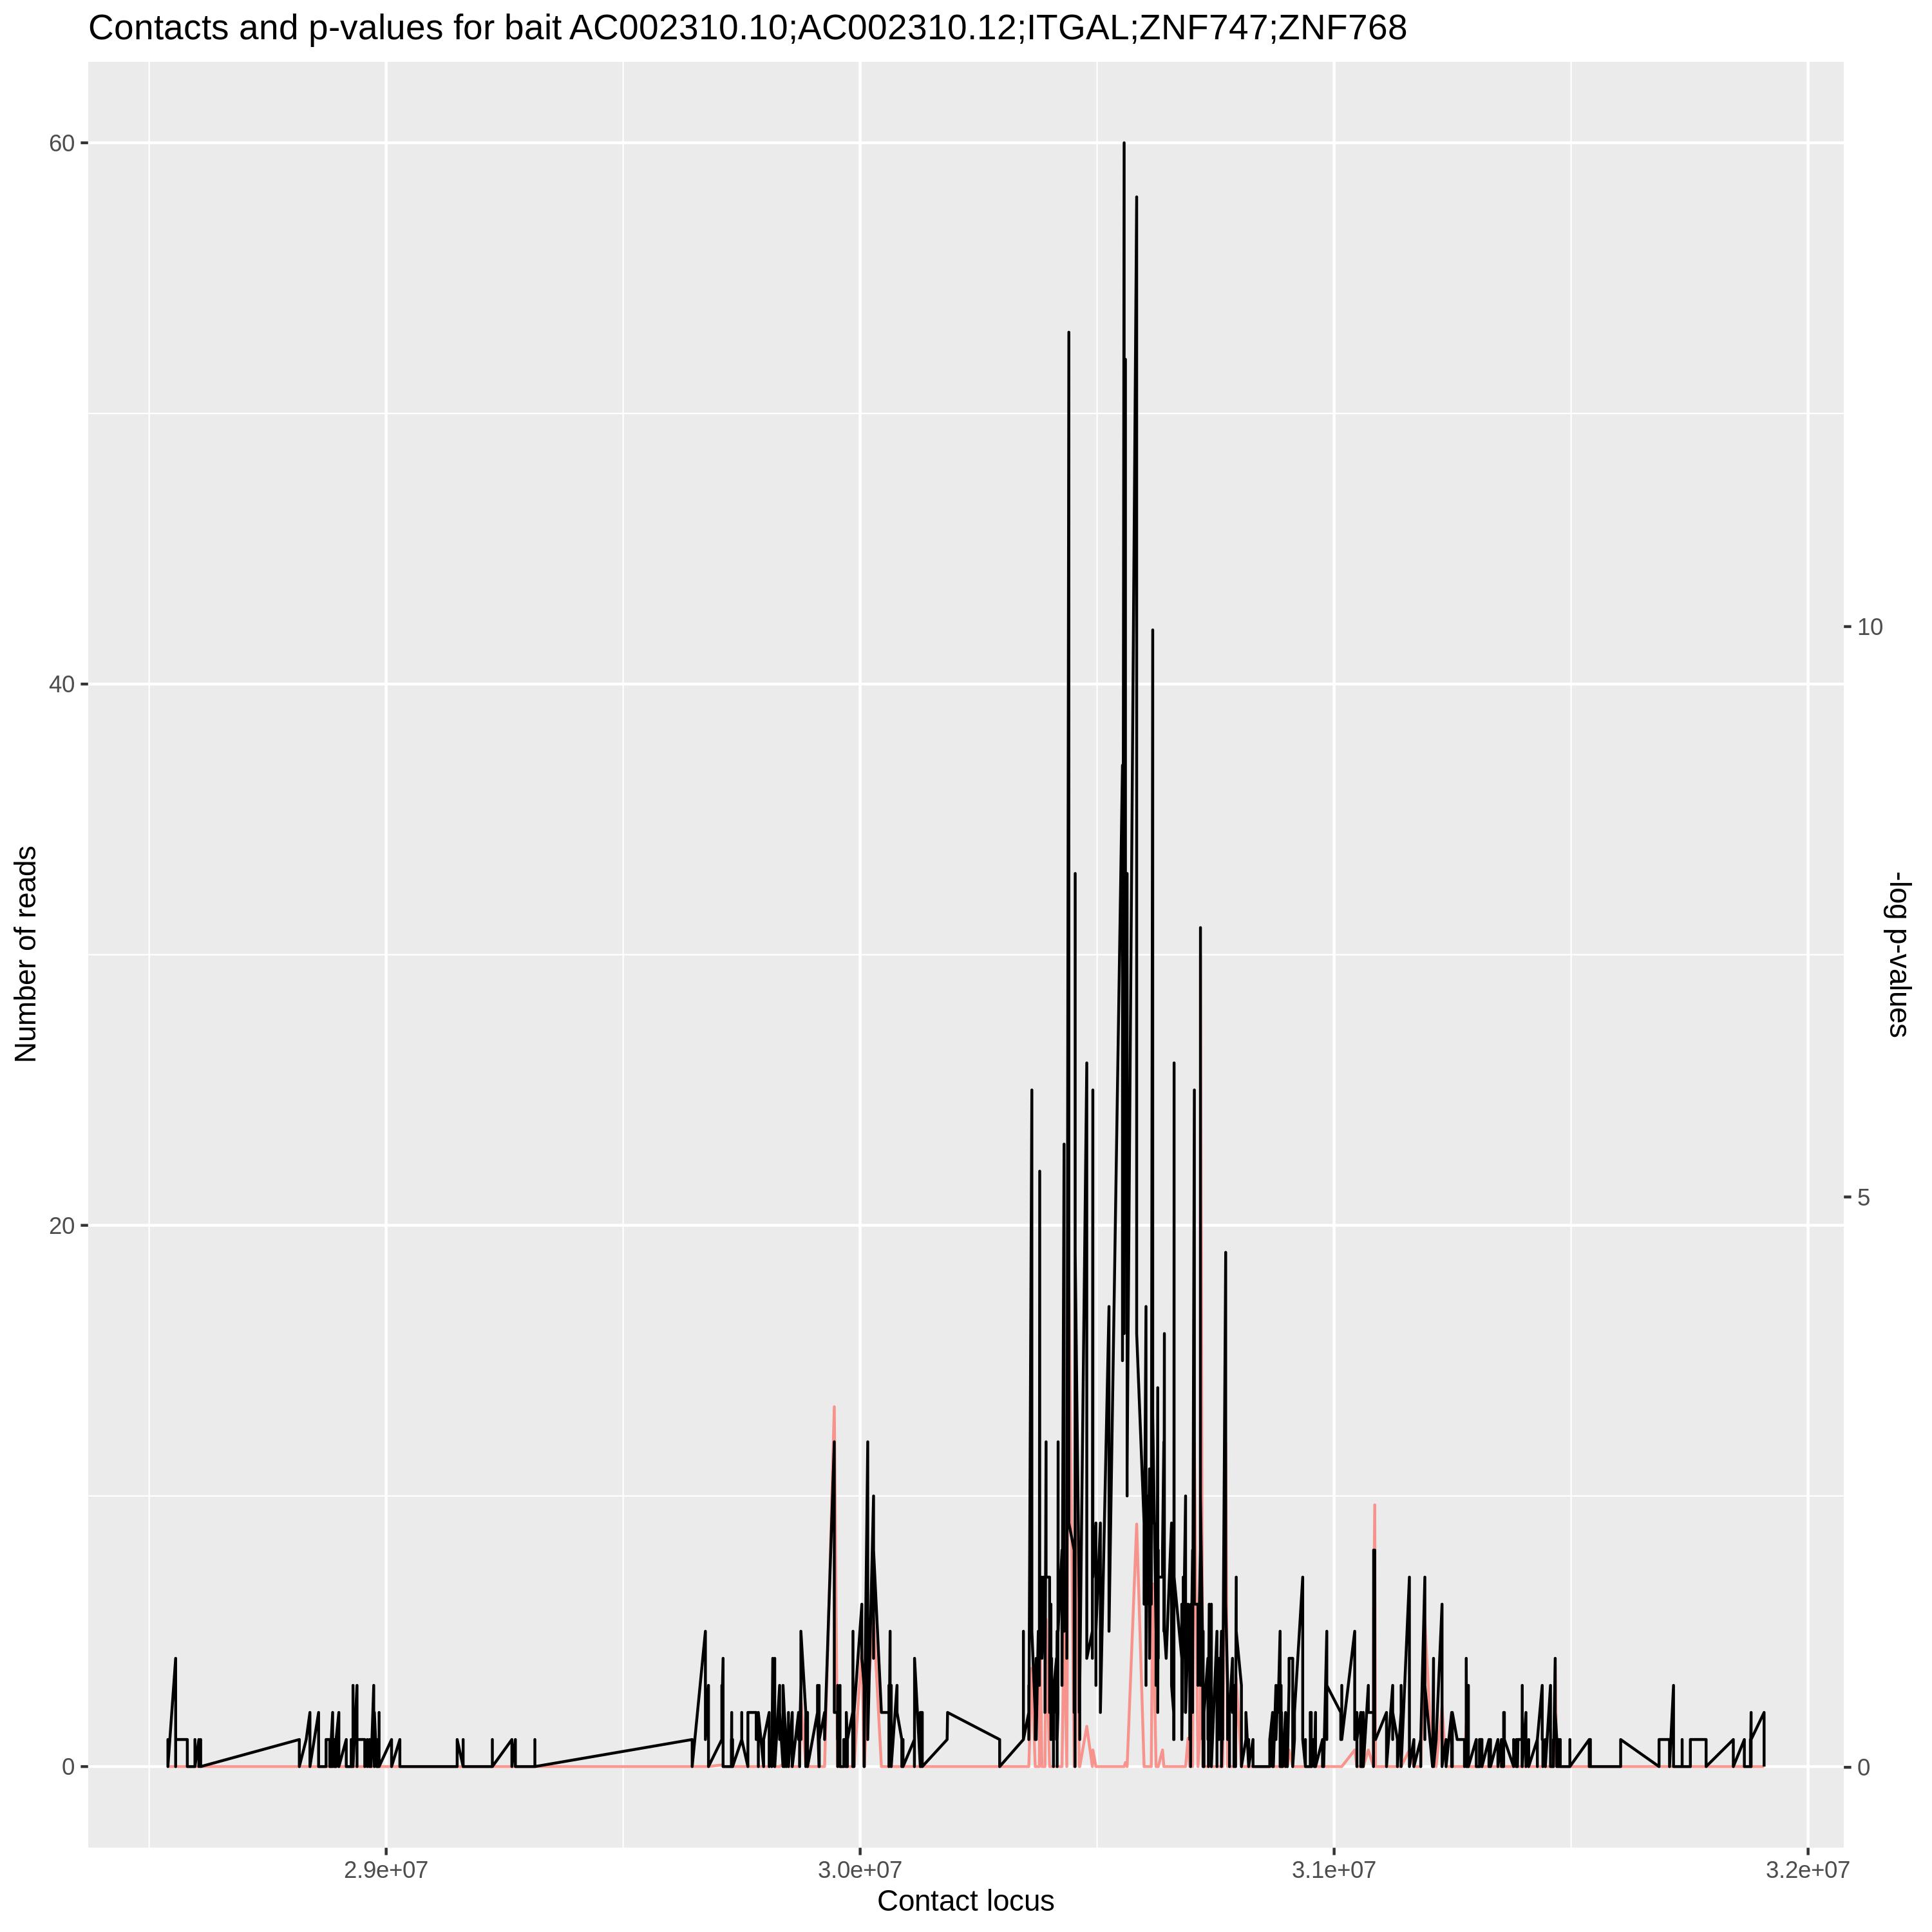 Contacts and p-values for bait AC002310.10;AC002310.12;ITGAL;ZNF747;ZNF768
60
40
20
0
Number of reads
10
5
0
-log p-values
2.9e+07
3.0e+07
3.1e+07
3.2e+07
Contact locus